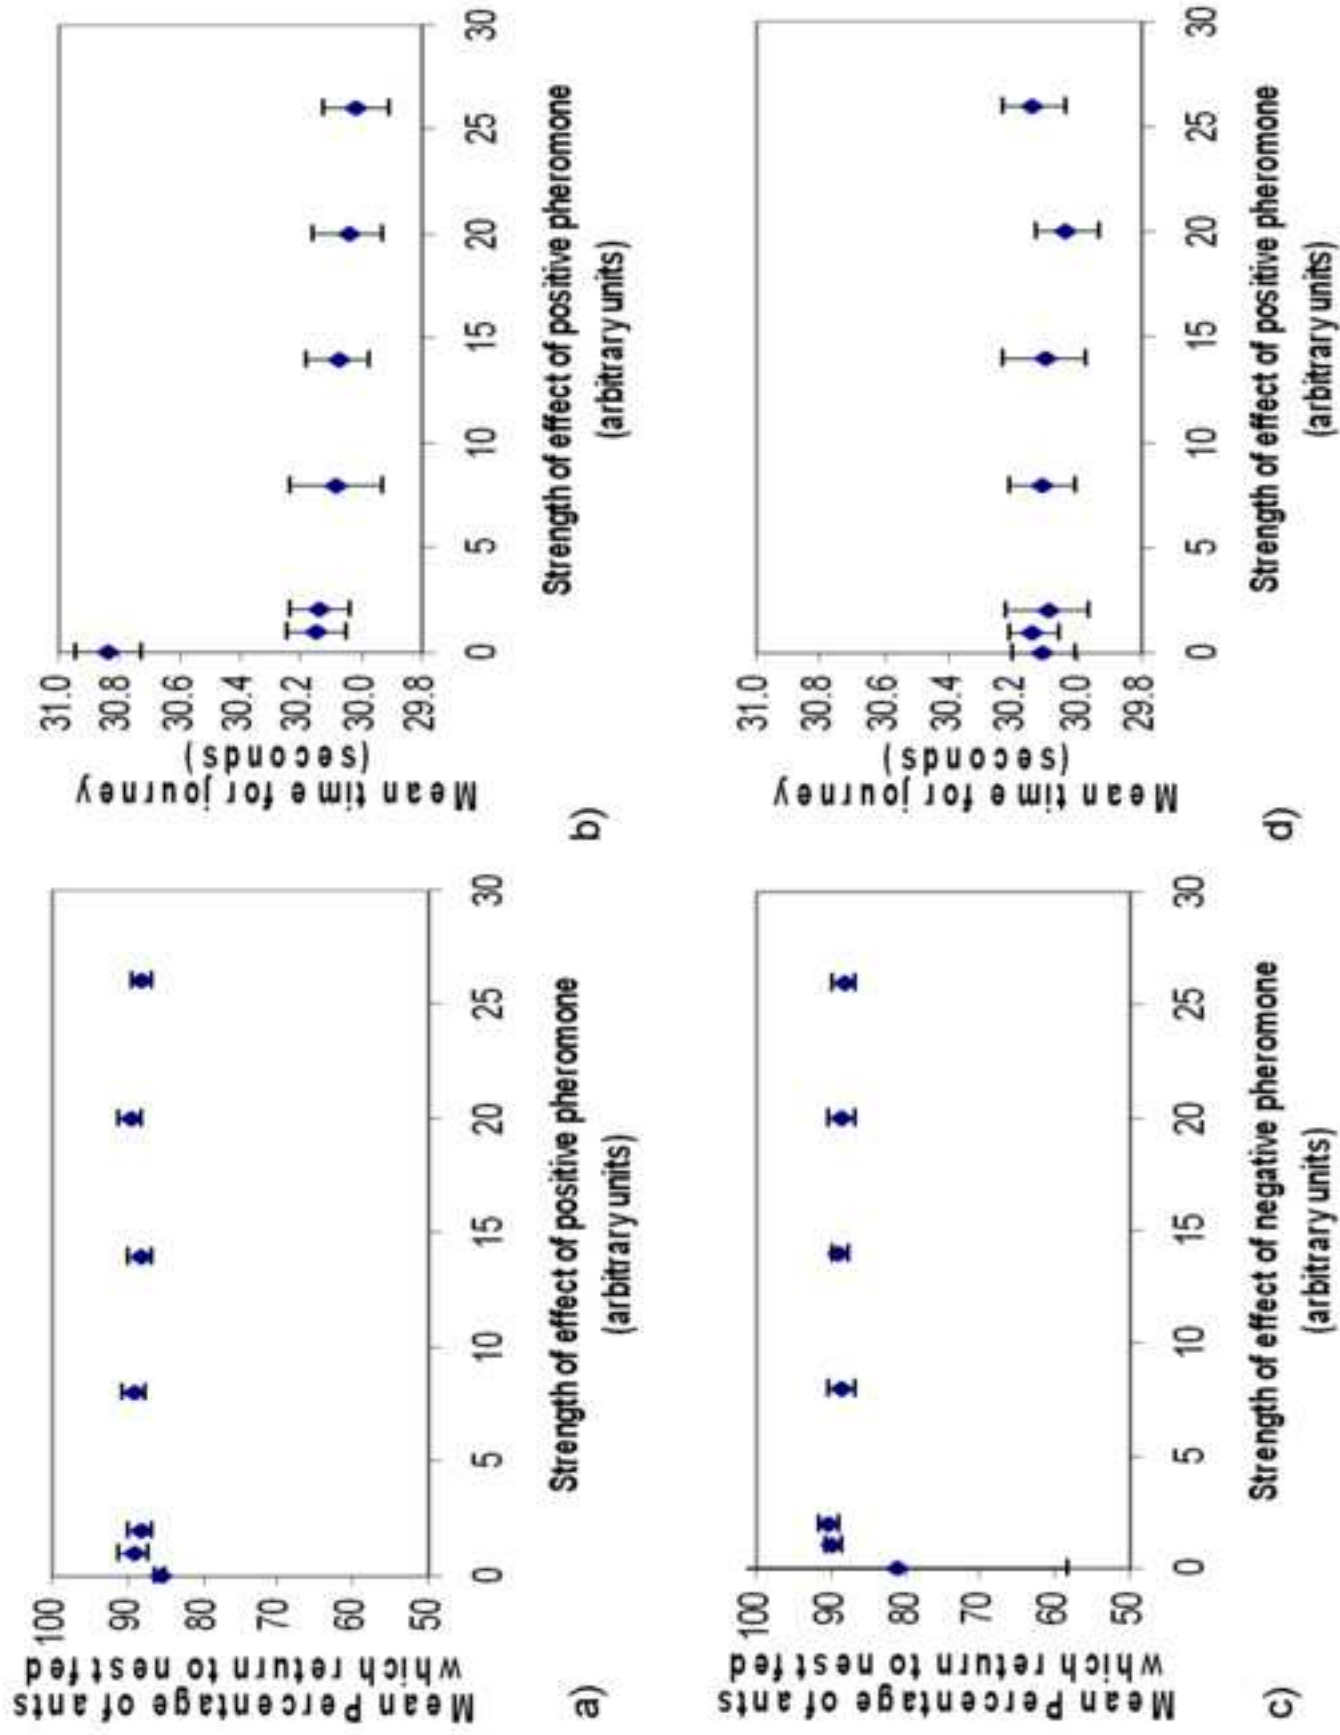 100
90
80
70
60
50
0
5
10
15
20
25
30
Mean Percentage of ants
which return to nest fed
Strength of effect of positive pheromone
(arbitrary units)
a)
31.0
30.8
30.6
30.4
30.2
30.0
29.8
0
5
10
15
20
25
30
Mean time for journey
(seconds)
Strength of effect of positive pheromone
(arbitrary units)
b)
100
90
80
70
60
50
0
5
10
15
20
25
30
Mean Percentage of ants
which return to nest fed
Strength of effect of negative pheromone
(arbitrary units)
c)
31.0
30.8
30.6
30.4
30.2
30.0
29.8
0
5
10
15
20
25
30
Mean time for journey
(seconds)
Strength of effect of positive pheromone
(arbitrary units)
d)